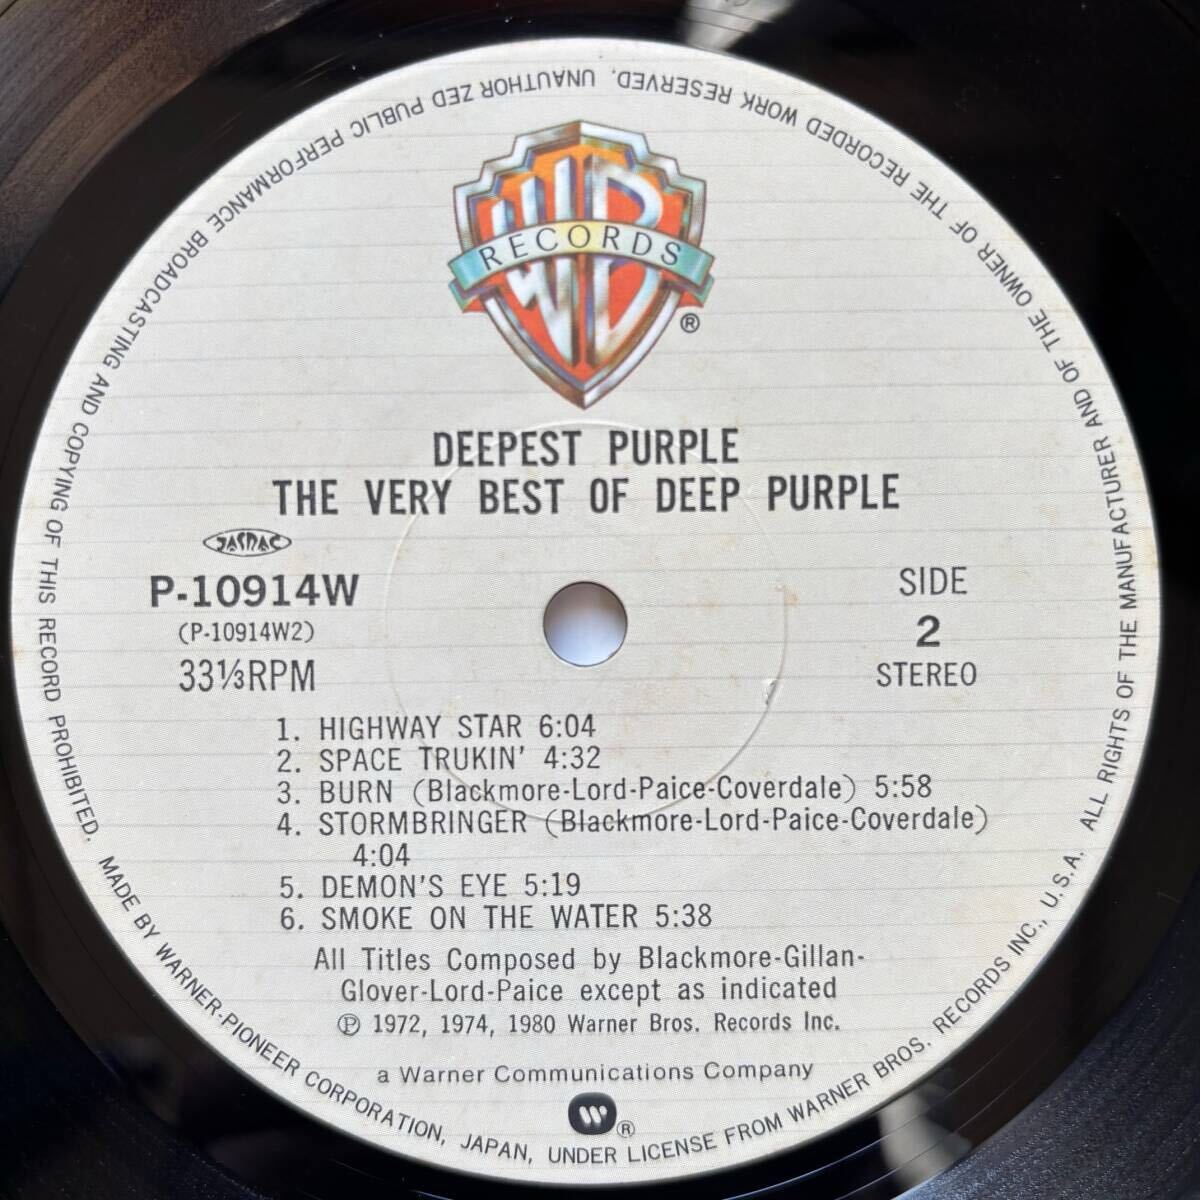 WB
RECORDS
®
DEEPEST PURPLE
THE VERY BEST OF DEEP PURPLE
JASRAC
P-10914W
(P-10914W2)
33⅓RPM
SIDE
2
STEREO
1. HIGHWAY STAR 6:04
2. SPACE TRUKIN' 4:32
3. BURN (Blackmore-Lord-Paice-Coverdale) 5:58
4. STORMBRINGER (Blackmore-Lord-Paice-Coverdale)
4:04
5. DEMON'S EYE 5:19
6. SMOKE ON THE WATER 5:38
All Titles Composed by Blackmore-Gillan-
Glover-Lord-Paice except as indicated
℗ 1972, 1974, 1980 Warner Bros. Records Inc.
a Warner Communications Company
®
MADE BY WARNER-PIONEER CORPORATION, JAPAN, UNDER LICENSE FROM WARNER BROS. RECORDS INC., U.S.A. ALL RIGHTS OF THE MANUFACTURER AND OF THE OWNER OF THE RECORDED WORK RESERVED. UNAUTHOR ZED PUBLIC PERFORMANCE BROADCASTING AND COPYING OF THIS RECORD PROHIBITED.